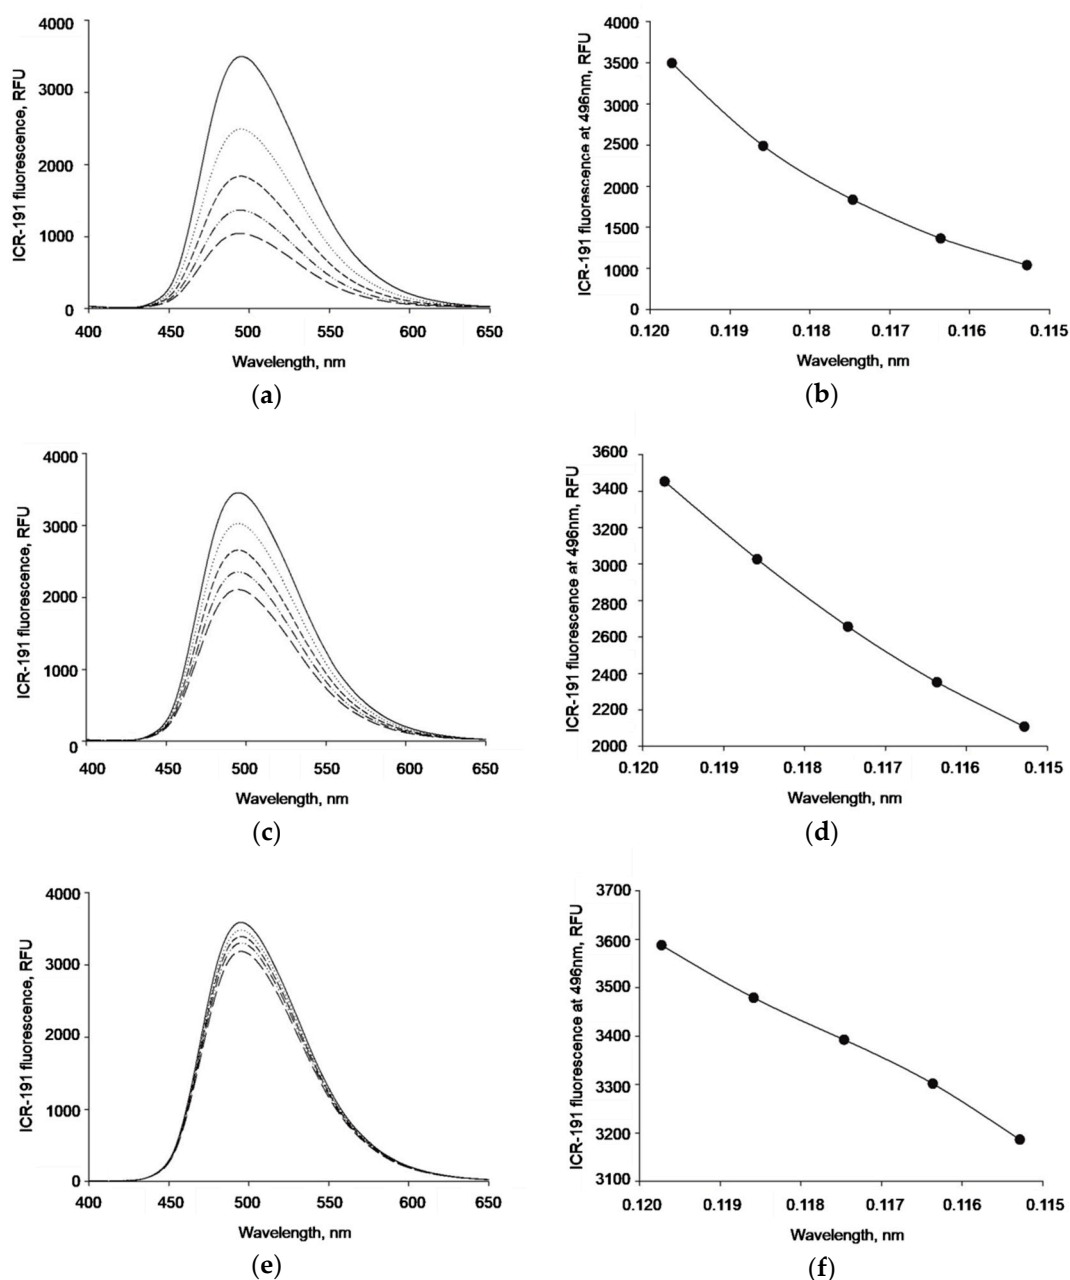 4000
3000
2000
1000
0
400 450 500 550 600 650
ICR-191 fluorescence, RFU
Wavelength, nm
(a)
4000
3500
3000
2500
2000
1500
1000
0
0.120 0.119 0.118 0.117 0.116 0.115
ICR-191 fluorescence at 496nm, RFU
Wavelength, nm
(b)
4000
3000
2000
1000
0
400 450 500 550 600 650
ICR-191 fluorescence, RFU
Wavelength, nm
(c)
3600
3400
3200
3000
2800
2600
2400
2200
2000
0.120 0.119 0.118 0.117 0.116 0.115
ICR-191 fluorescence at 496nm, RFU
Wavelength, nm
(d)
4000
3000
2000
1000
0
400 450 500 550 600 650
ICR-191 fluorescence, RFU
Wavelength, nm
(e)
3700
3600
3500
3400
3300
3200
3100
0.120 0.119 0.118 0.117 0.116 0.115
ICR-191 fluorescence at 496nm, RFU
Wavelength, nm
(f)